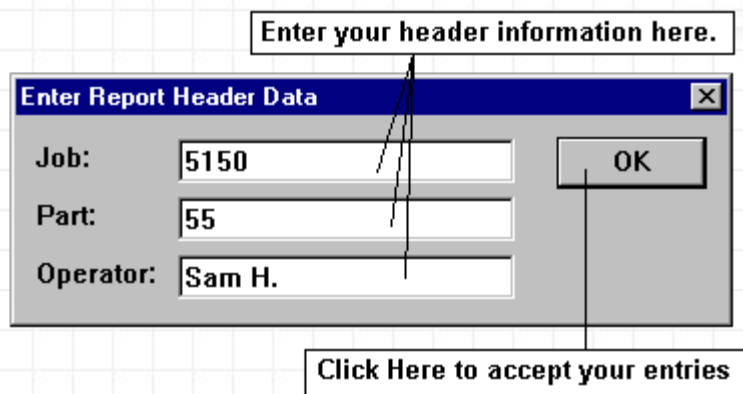 Enter your header information here.
Enter Report Header Data
Job: 5150 OK
Part: 55
Operator: Sam H.
Click Here to accept your entries